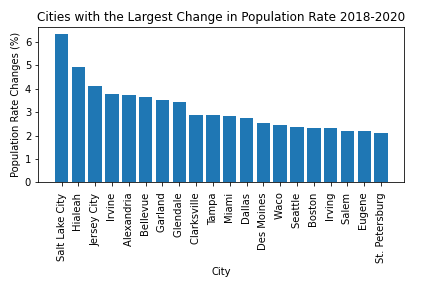 Cities with the Largest Change in Population Rate 2018-2020
Population Rate Changes (%)
6
5
4
3
2
1
0
Salt Lake City
Hialeah
Jersey City
Irvine
Alexandria
Bellevue
Garland
Glendale
Clarksville
Tampa
Miami
Dallas
Des Moines
Waco
Seattle
Boston
Irving
Salem
Eugene
St. Petersburg
City